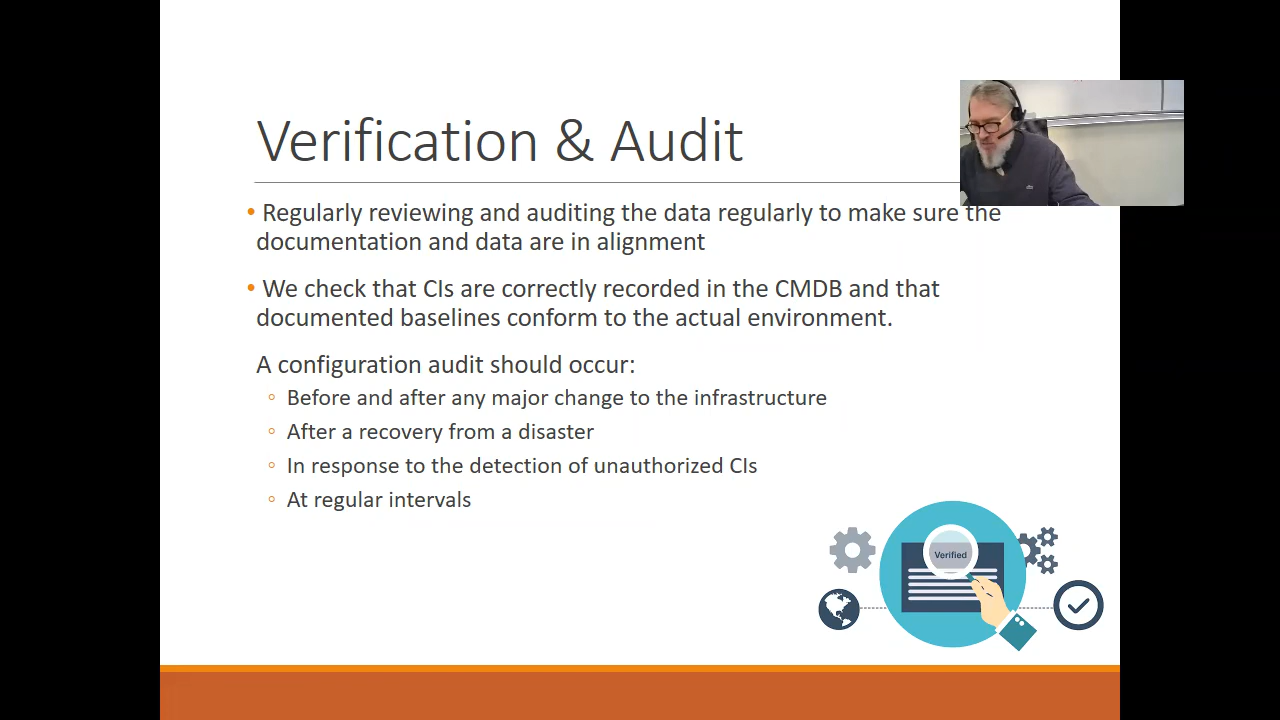 Verification & Audit
• Regularly reviewing and auditing the data regularly to make sure the
documentation and data are in alignment
• We check that CIs are correctly recorded in the CMDB and that
documented baselines conform to the actual environment.
A configuration audit should occur:
◦ Before and after any major change to the infrastructure
◦ After a recovery from a disaster
◦ In response to the detection of unauthorized CIs
◦ At regular intervals
Verified